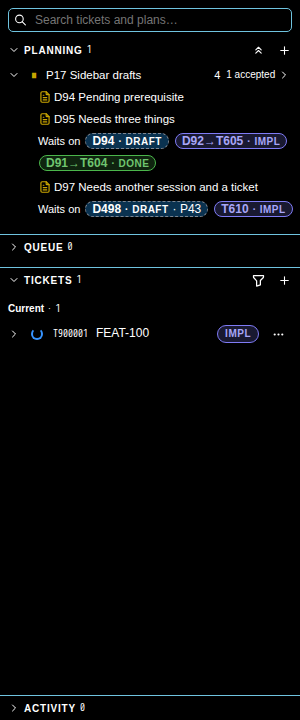 Search tickets and plans…
PLANNING 1
P17 Sidebar drafts 4 1 accepted
D94 Pending prerequisite
D95 Needs three things
Waits on D94 · DRAFT D92→T605 · IMPL
D91→T604 · DONE
D97 Needs another session and a ticket
Waits on D498 · DRAFT · P43 T610 · IMPL
QUEUE 0
TICKETS 1
Current · 1
T900001 FEAT-100 IMPL
ACTIVITY 0